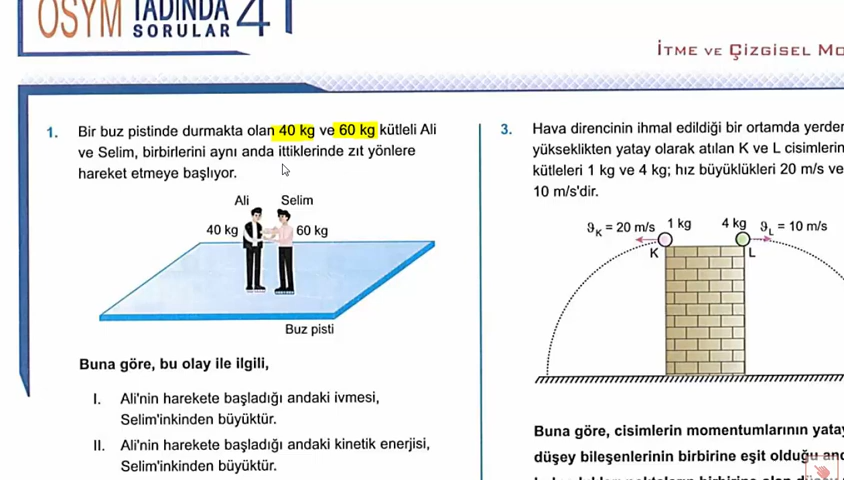 ÖSYM TADINDA 4
SORULAR
İTME VE ÇİZGİSEL
1. Bir buz pistinde durmakta olan 40 kg ve 60 kg kütleli Ali
ve Selim, birbirlerini aynı anda ittiklerinde zıt yönlere
hareket etmeye başlıyor.
Ali Selim
40 kg 60 kg
Buz pisti
Buna göre, bu olay ile ilgili,
I. Ali'nin harekete başladığı andaki ivmesi,
Selim'inkinden büyüktür.
II. Ali'nin harekete başladığı andaki kinetik enerjisi,
Selim'inkinden büyüktür.
3. Hava direncinin ihmal edildiği bir ortamda yerden
yükseklikten yatay olarak atılan K ve L cisimlerin
kütleleri 1 kg ve 4 kg; hız büyüklükleri 20 m/s ve
10 m/s'dir.
ϑK = 20 m/s 1 kg 4 kg ϑL = 10 m/s
K L
Buna göre, cisimlerin momentumlarının yatay
düşey bileşenlerinin birbirine eşit olduğu